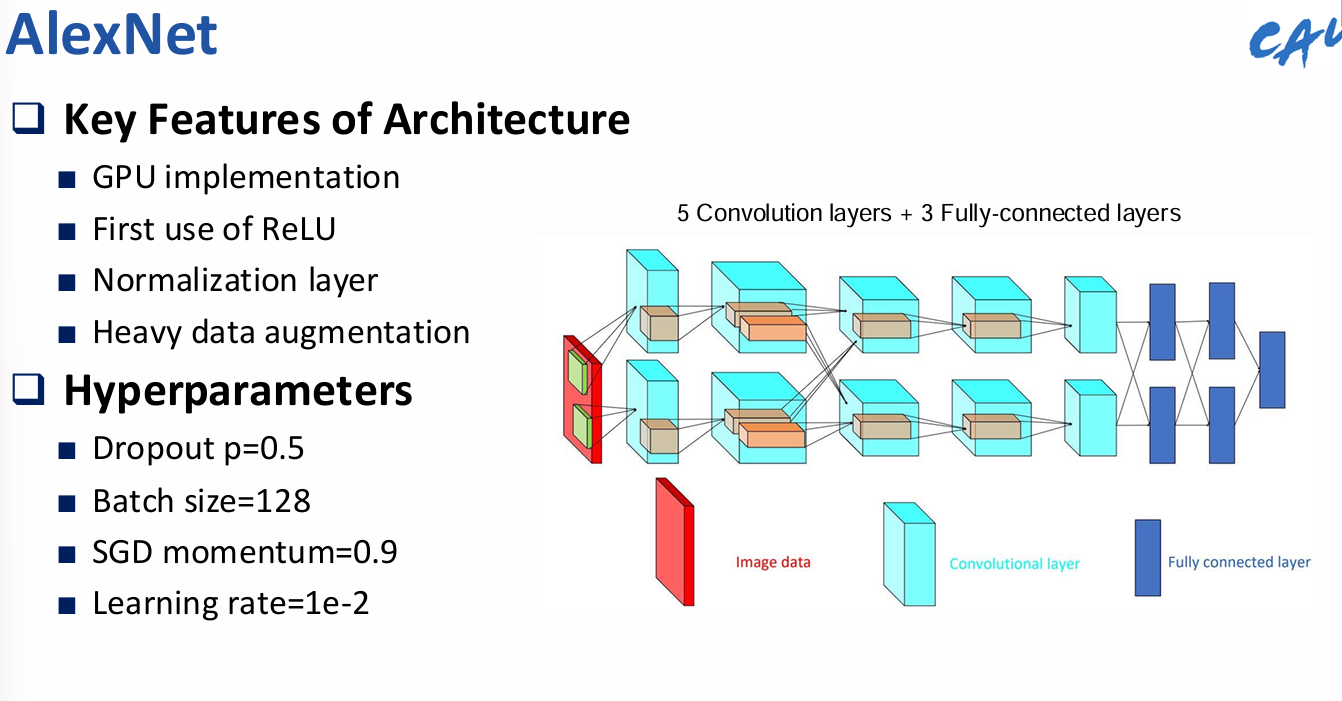 AlexNet
Key Features of Architecture
GPU implementation
First use of ReLU
Normalization layer
Heavy data augmentation
Hyperparameters
Dropout p=0.5
Batch size=128
SGD momentum=0.9
Learning rate=1e-2
5 Convolution layers + 3 Fully-connected layers
Image data
Convolutional layer
Fully connected layer